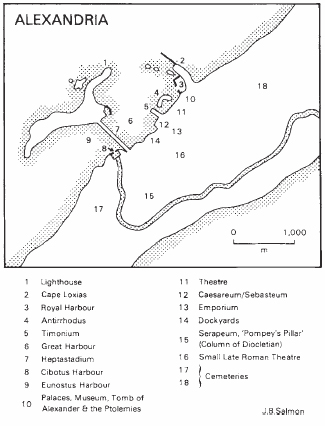 ALEXANDRIA
1
2
3
18
4
10
5
11
6
12
13
7
9
14
8
16
15
17
0 1,000
m
1 Lighthouse
2 Cape Loxias
3 Royal Harbour
4 Antirrhodus
5 Timonium
6 Great Harbour
7 Heptastadium
8 Cibotus Harbour
9 Eunostus Harbour
10 Palaces, Museum, Tomb of
Alexander & the Ptolemies
11 Theatre
12 Caesareum/Sebasteum
13 Emporium
14 Dockyards
15 Serapeum, 'Pompey's Pillar'
(Column of Diocletian)
16 Small Late Roman Theatre
17
18 } Cemeteries
J.B.Salmon